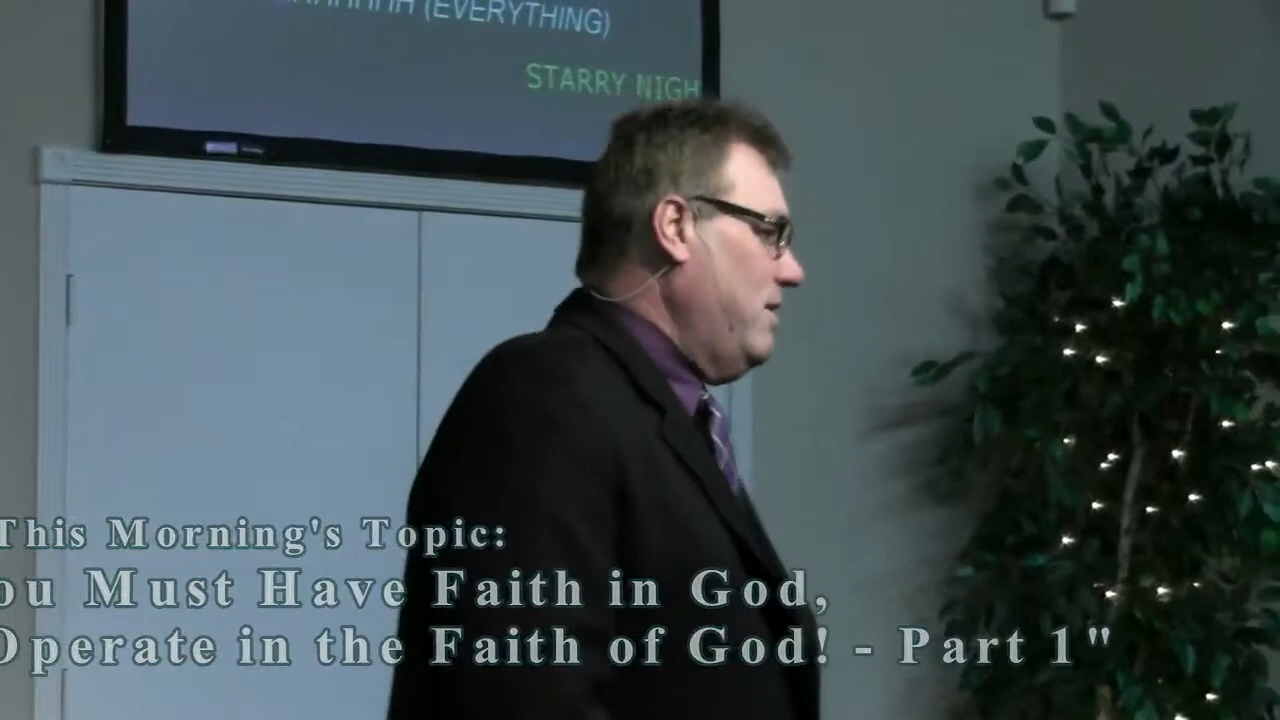 (EVERYTHING)
STARRY NIGH
This Morning's Topic:
ou Must Have Faith in God,
Operate in the Faith of God! - Part 1"